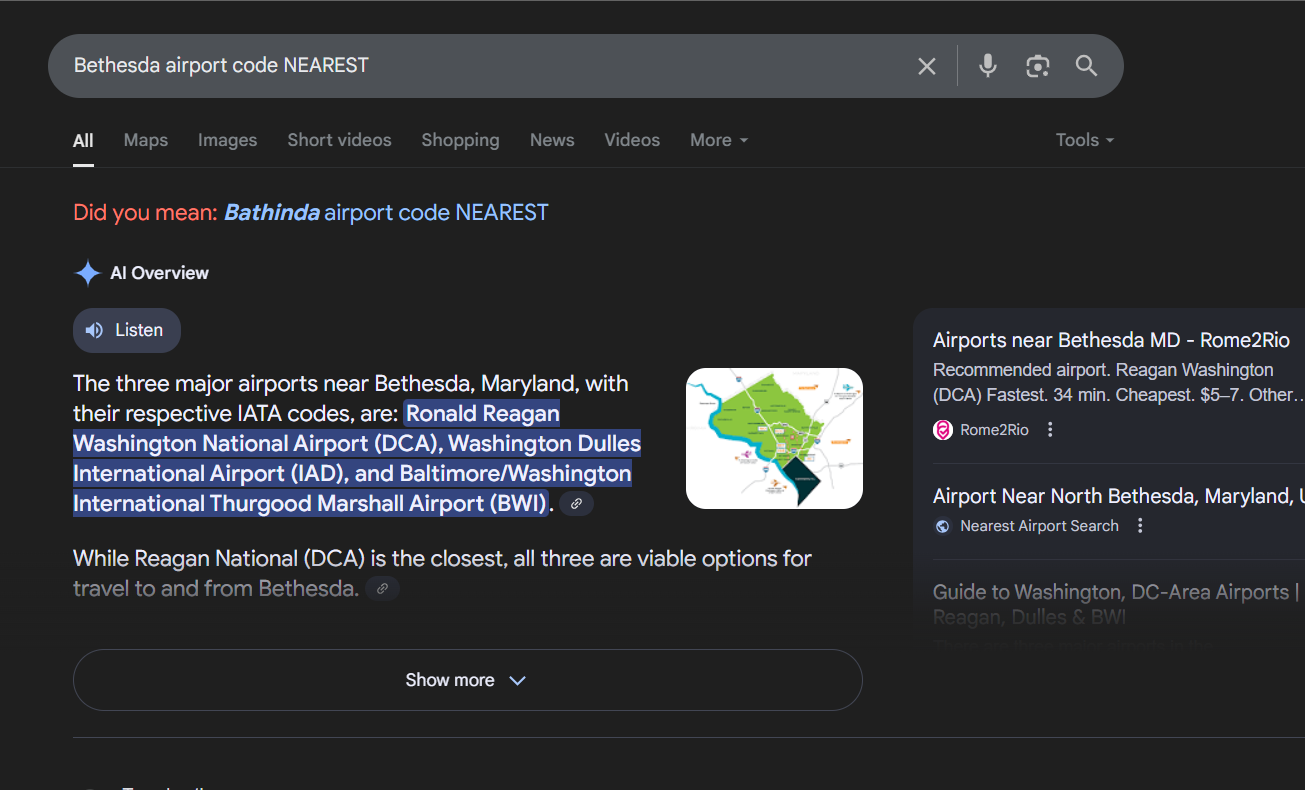 Bethesda airport code NEAREST
All Maps Images Short videos Shopping News Videos More Tools
Did you mean: Bathinda airport code NEAREST
AI Overview
Listen
The three major airports near Bethesda, Maryland, with
their respective IATA codes, are: Ronald Reagan
Washington National Airport (DCA), Washington Dulles
International Airport (IAD), and Baltimore/Washington
International Thurgood Marshall Airport (BWI).
While Reagan National (DCA) is the closest, all three are viable options for
travel to and from Bethesda.
Show more
Airports near Bethesda MD - Rome2Rio
Recommended airport. Reagan Washington
(DCA) Fastest. 34 min. Cheapest. $5–7. Other…
Rome2Rio
Airport Near North Bethesda, Maryland,
Nearest Airport Search
Guide to Washington, DC-Area Airports |
Reagan, Dulles & BWI